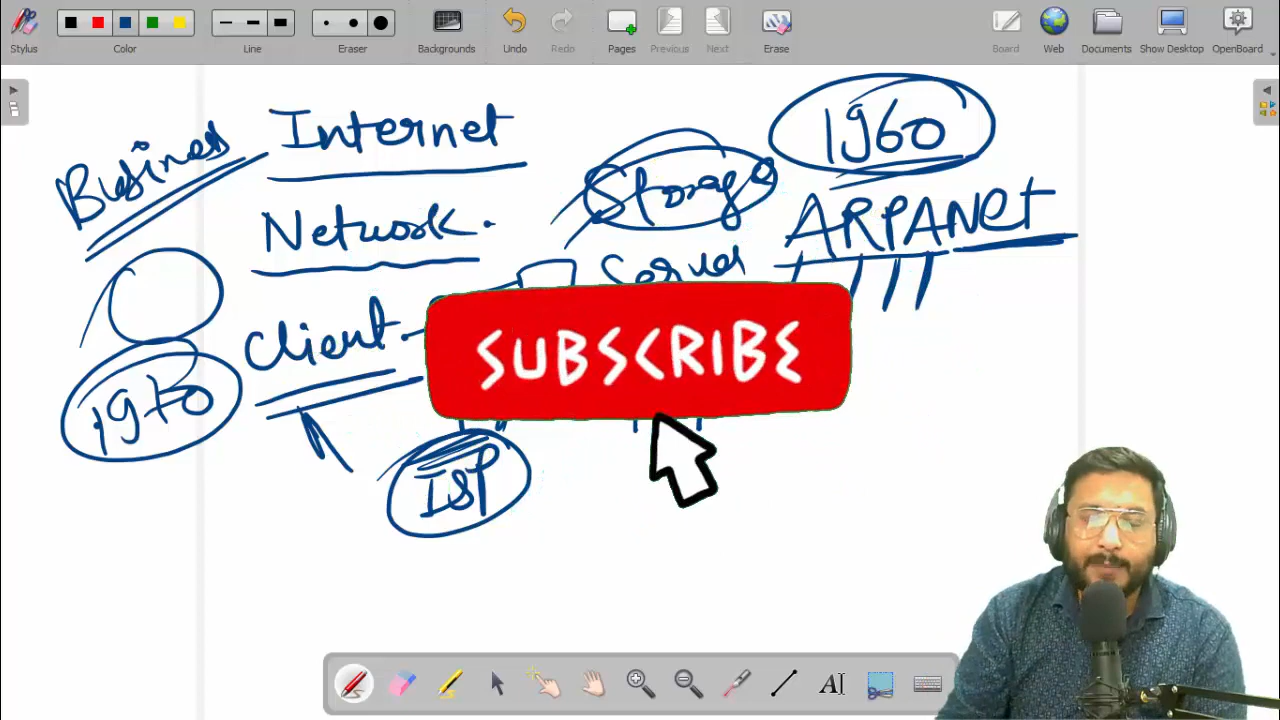 Stylus
Color
Line
Eraser
Backgrounds
Undo
Redo
Pages
Previous
Next
Erase
Board
Web
Documents
Show Desktop
OpenBoard
Business
Internet
Storage
1960
Network.
ARPANet
Server
Client
SUBSCRIBE
1970
ISP
AI